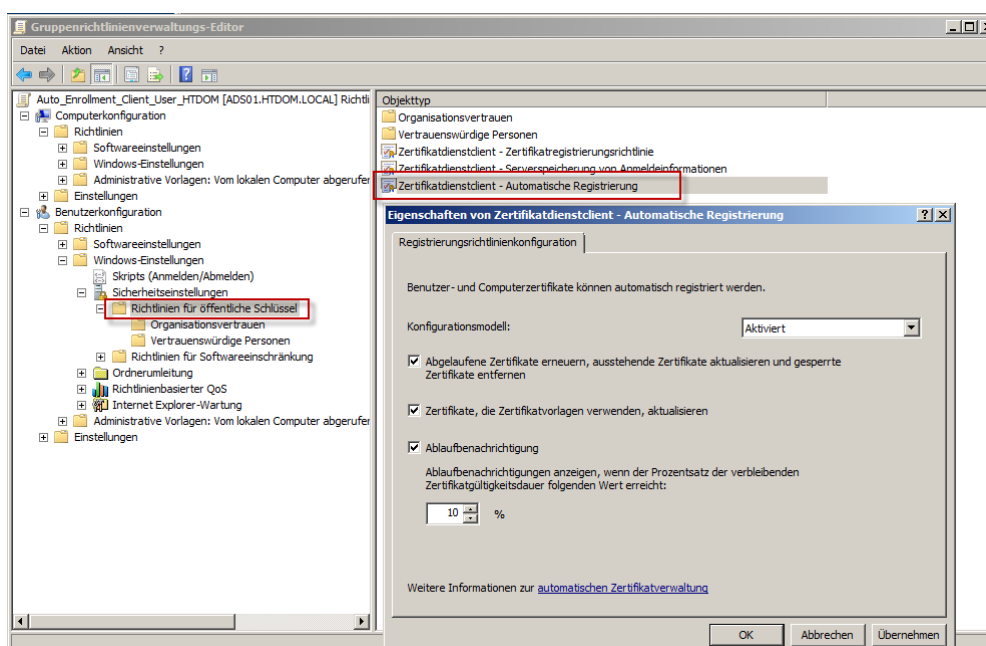 Gruppenrichtlinienverwaltungs-Editor
Datei Aktion Ansicht ?
Auto_Enrollment_Client_User_HTDOM [ADS01.HTDOM.LOCAL] Richtli
Computerkonfiguration
Richtlinien
Softwareeinstellungen
Windows-Einstellungen
Administrative Vorlagen: Vom lokalen Computer abgerufen
Einstellungen
Benutzerkonfiguration
Richtlinien
Softwareeinstellungen
Windows-Einstellungen
Skripts (Anmelden/Abmelden)
Sicherheitseinstellungen
Richtlinien für öffentliche Schlüssel
Organisationsvertrauen
Vertrauenswürdige Personen
Richtlinien für Softwareeinschränkung
Ordnerumleitung
Richtlinienbasierter QoS
Internet Explorer-Wartung
Administrative Vorlagen: Vom lokalen Computer abgerufen
Einstellungen
Objekttyp
Organisationsvertrauen
Vertrauenswürdige Personen
Zertifikatdienstclient - Zertifikatregistrierungsrichtlinie
Zertifikatdienstclient - Serverspeicherung von Anmeldeinformationen
Zertifikatdienstclient - Automatische Registrierung
Eigenschaften von Zertifikatdienstclient - Automatische Registrierung
Registrierungsrichtlinienkonfiguration
Benutzer- und Computerzertifikate können automatisch registriert werden.
Konfigurationsmodell: Aktiviert
Abgelaufene Zertifikate erneuern, ausstehende Zertifikate aktualisieren und gesperrte
Zertifikate entfernen
Zertifikate, die Zertifikatvorlagen verwenden, aktualisieren
Ablaufbenachrichtigung
Ablaufbenachrichtigungen anzeigen, wenn der Prozentsatz der verbleibenden
Zertifikatgültigkeitsdauer folgenden Wert erreicht:
10 %
Weitere Informationen zur automatischen Zertifikatverwaltung
OK Abbrechen Übernehmen